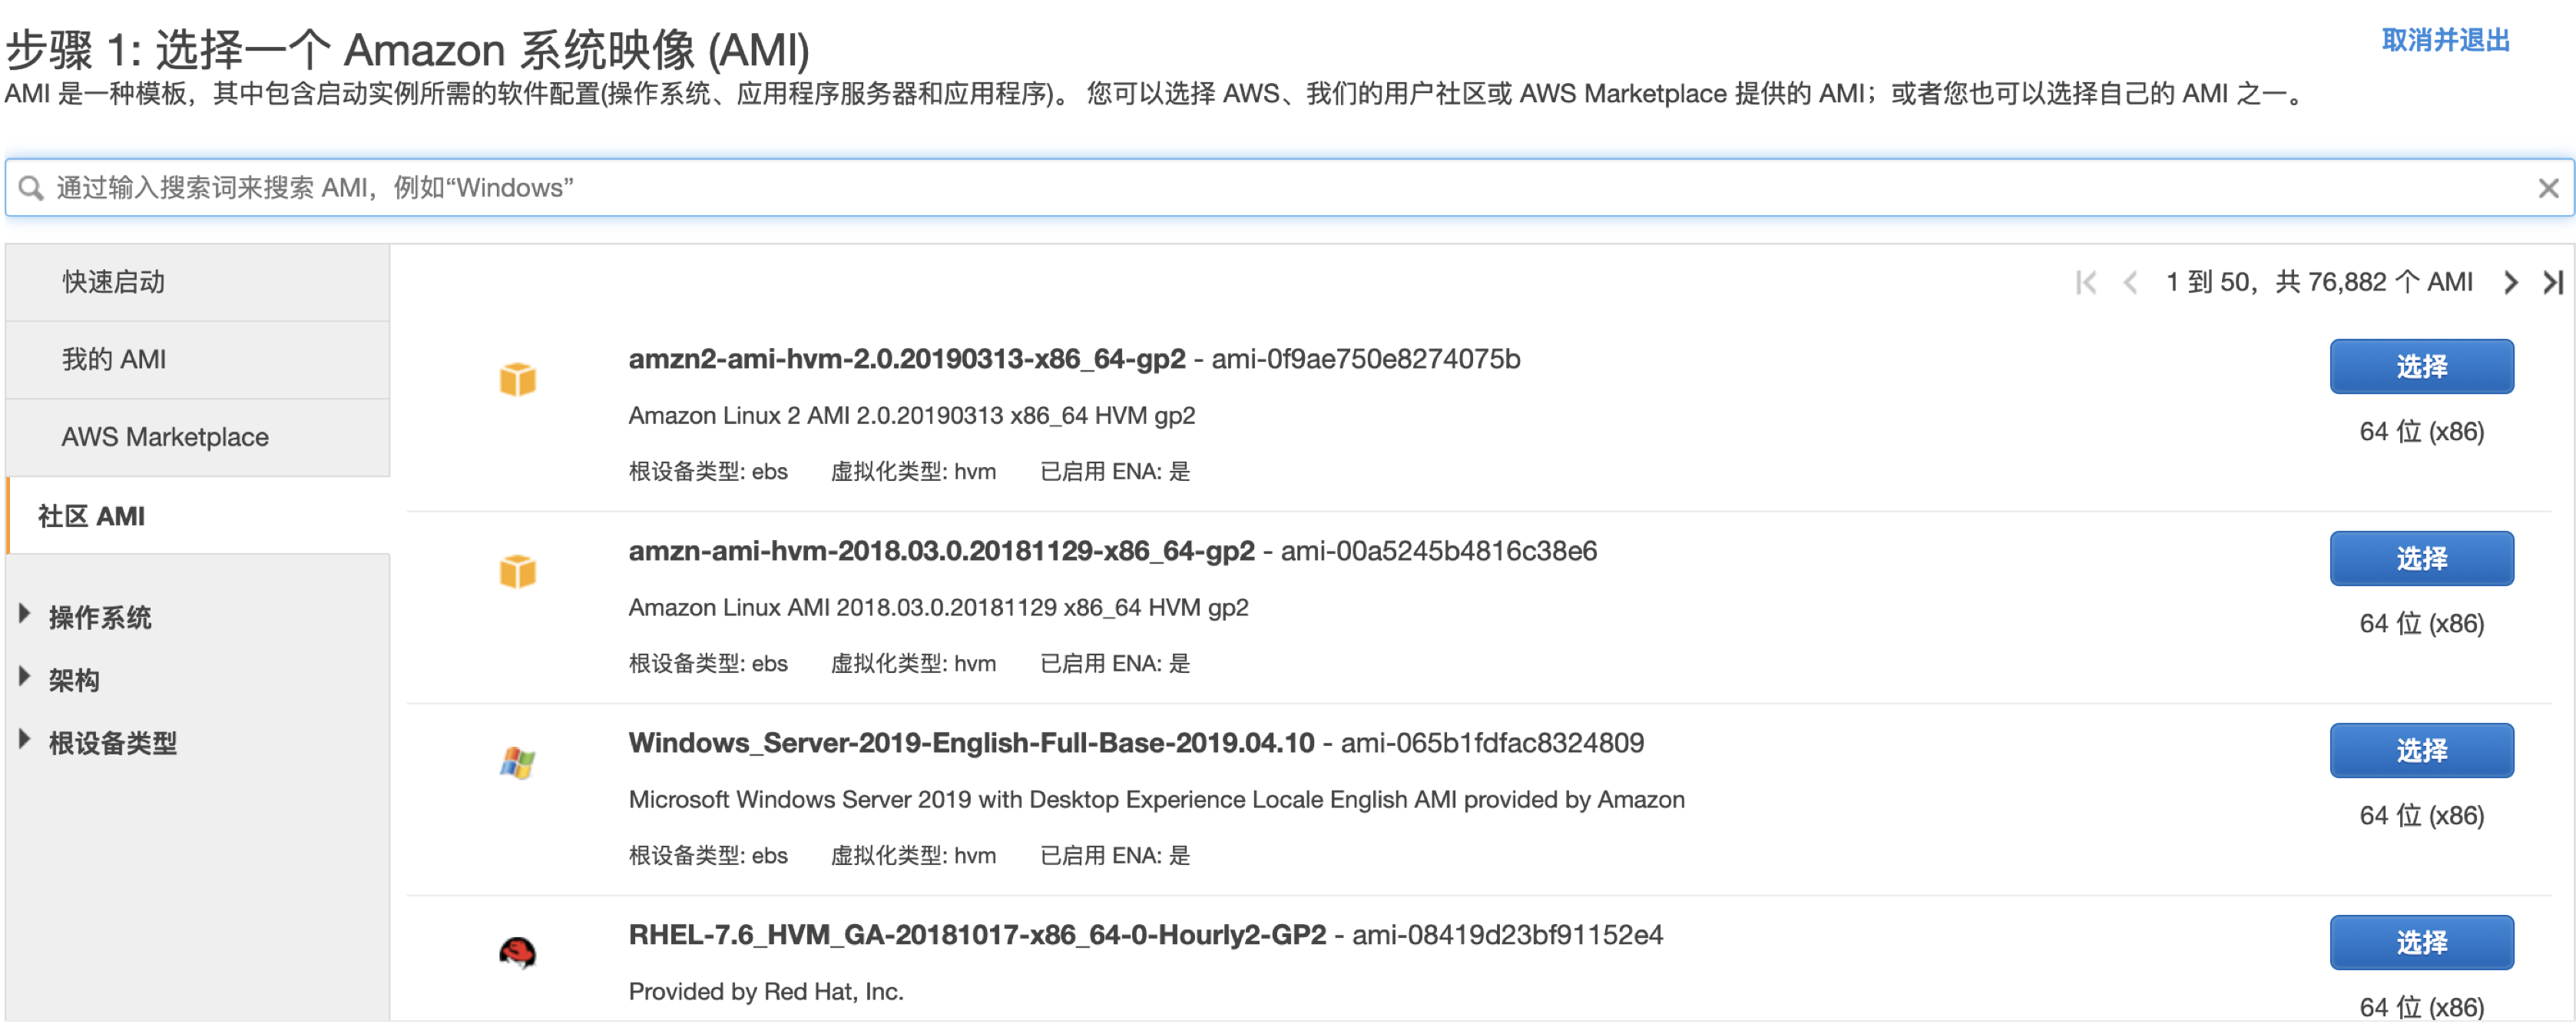 步骤 1: 选择一个 Amazon 系统映像 (AMI)
取消并退出
AMI 是一种模板，其中包含启动实例所需的软件配置(操作系统、应用程序服务器和应用程序)。 您可以选择 AWS、我们的用户社区或 AWS Marketplace 提供的 AMI；或者您也可以选择自己的 AMI 之一。
通过输入搜索词来搜索 AMI，例如“Windows”
快速启动
我的 AMI
AWS Marketplace
社区 AMI
操作系统
架构
根设备类型
1 到 50，共 76,882 个 AMI
amzn2-ami-hvm-2.0.20190313-x86_64-gp2 - ami-0f9ae750e8274075b
选择
Amazon Linux 2 AMI 2.0.20190313 x86_64 HVM gp2
64 位 (x86)
根设备类型: ebs 虚拟化类型: hvm 已启用 ENA: 是
amzn-ami-hvm-2018.03.0.20181129-x86_64-gp2 - ami-00a5245b4816c38e6
选择
Amazon Linux AMI 2018.03.0.20181129 x86_64 HVM gp2
64 位 (x86)
根设备类型: ebs 虚拟化类型: hvm 已启用 ENA: 是
Windows_Server-2019-English-Full-Base-2019.04.10 - ami-065b1fdfac8324809
选择
Microsoft Windows Server 2019 with Desktop Experience Locale English AMI provided by Amazon
64 位 (x86)
根设备类型: ebs 虚拟化类型: hvm 已启用 ENA: 是
RHEL-7.6_HVM_GA-20181017-x86_64-0-Hourly2-GP2 - ami-08419d23bf91152e4
选择
Provided by Red Hat, Inc.
64 位 (x86)